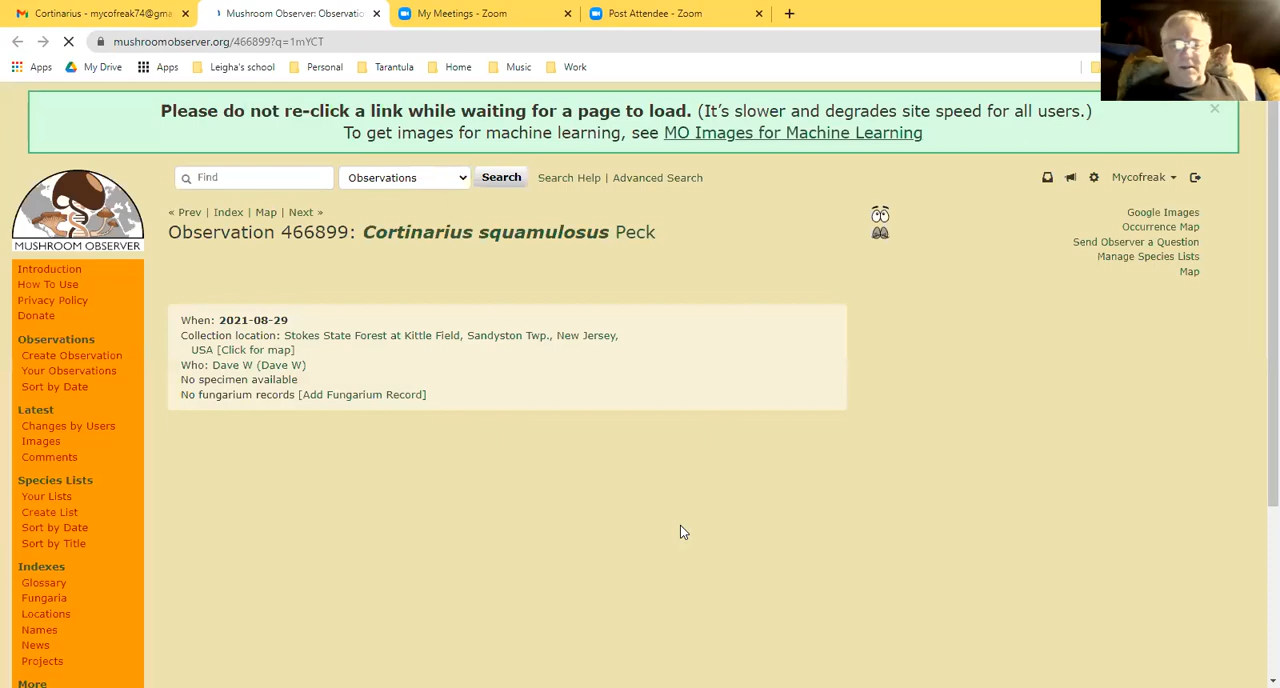 Cortinarius - mycofreak74@gma
Mushroom Observer: Observatio
My Meetings - Zoom
Post Attendee - Zoom
mushroomobserver.org/466899?q=1mYCT
Apps
My Drive
Apps
Leigha's school
Personal
Tarantula
Home
Music
Work
Please do not re-click a link while waiting for a page to load. (It's slower and degrades site speed for all users.)
To get images for machine learning, see MO Images for Machine Learning
MUSHROOM OBSERVER
Find
Observations
Search
Search Help | Advanced Search
Mycofreak
« Prev | Index | Map | Next »
Observation 466899: Cortinarius squamulosus Peck
Google Images
Occurrence Map
Send Observer a Question
Manage Species Lists
Map
When: 2021-08-29
Collection location: Stokes State Forest at Kittle Field, Sandyston Twp., New Jersey,
USA [Click for map]
Who: Dave W (Dave W)
No specimen available
No fungarium records [Add Fungarium Record]
Introduction
How To Use
Privacy Policy
Donate
Observations
Create Observation
Your Observations
Sort by Date
Latest
Changes by Users
Images
Comments
Species Lists
Your Lists
Create List
Sort by Date
Sort by Title
Indexes
Glossary
Fungaria
Locations
Names
News
Projects
More